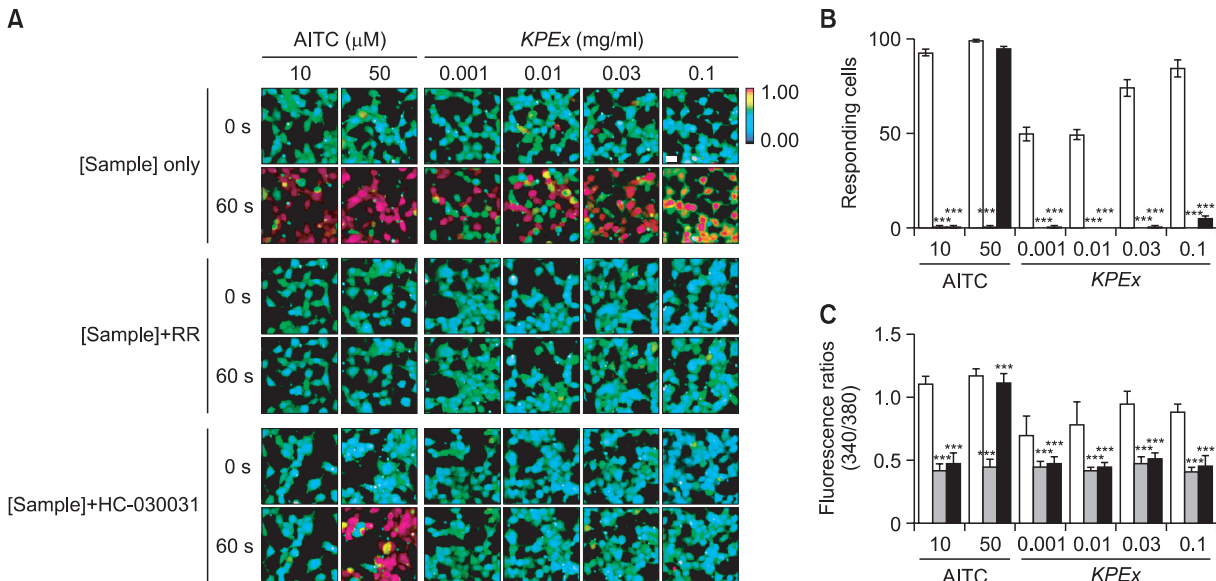 A
AITC (μM)
KPEx (mg/ml)
10 50 0.001 0.01 0.03 0.1
[Sample] only
0 s
60 s
1.00
0.00
[Sample]+RR
0 s
60 s
[Sample]+HC-030031
0 s
60 s
B
Responding cells
100
50
0
*** *** *** *** *** *** *** *** *** *** ***
10 50 0.001 0.01 0.03 0.1
AITC KPEx
C
Fluorescence ratios
(340/380)
1.5
1.0
0.5
0
*** *** *** *** *** *** *** *** *** *** *** ***
10 50 0.001 0.01 0.03 0.1
AITC KPEx